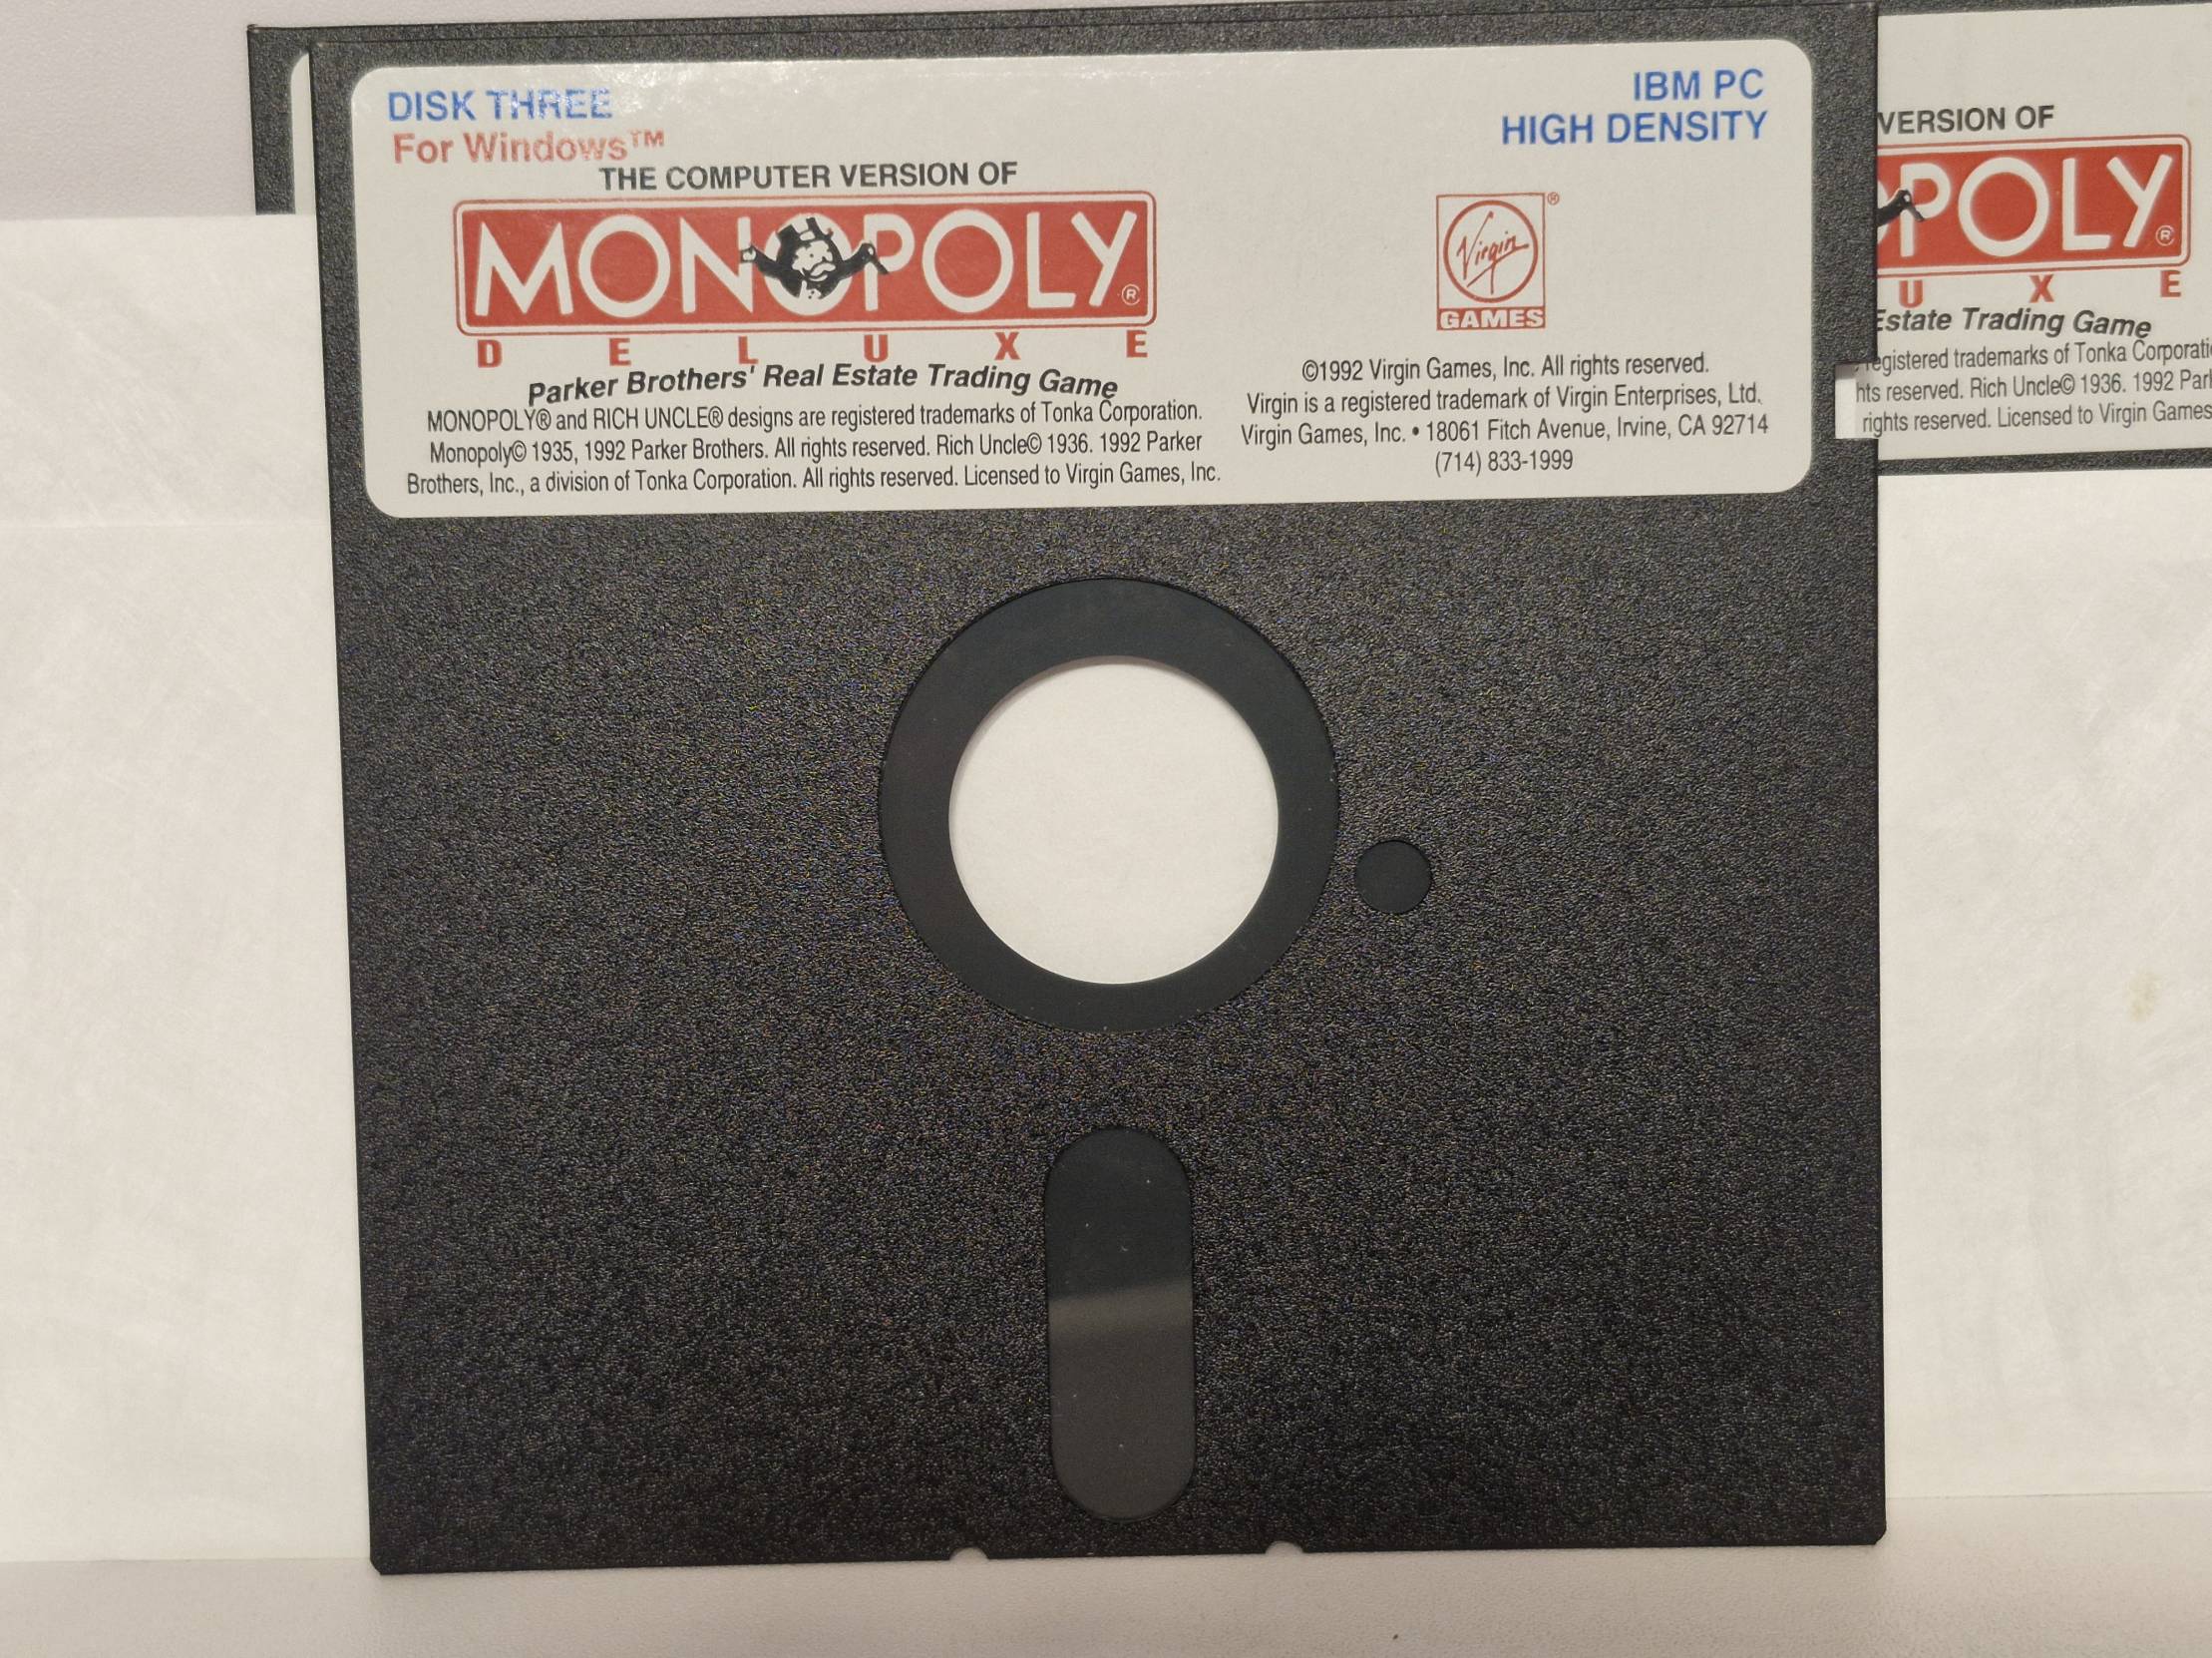 DISK THREE
For Windows™
IBM PC
HIGH DENSITY
THE COMPUTER VERSION OF
MONOPOLY®
DELUXE
Parker Brothers' Real Estate Trading Game
MONOPOLY® and RICH UNCLE® designs are registered trademarks of Tonka Corporation.
Monopoly© 1935, 1992 Parker Brothers. All rights reserved. Rich Uncle© 1936. 1992 Parker
Brothers, Inc., a division of Tonka Corporation. All rights reserved. Licensed to Virgin Games, Inc.
Virgin®
GAMES
©1992 Virgin Games, Inc. All rights reserved.
Virgin is a registered trademark of Virgin Enterprises, Ltd.
Virgin Games, Inc. • 18061 Fitch Avenue, Irvine, CA 92714
(714) 833-1999
VERSION OF
POLY®
U X E
Estate Trading Game
registered trademarks of Tonka
reserved. Rich Uncle© 1936. 1992
rights reserved. Licensed to Virgin Games